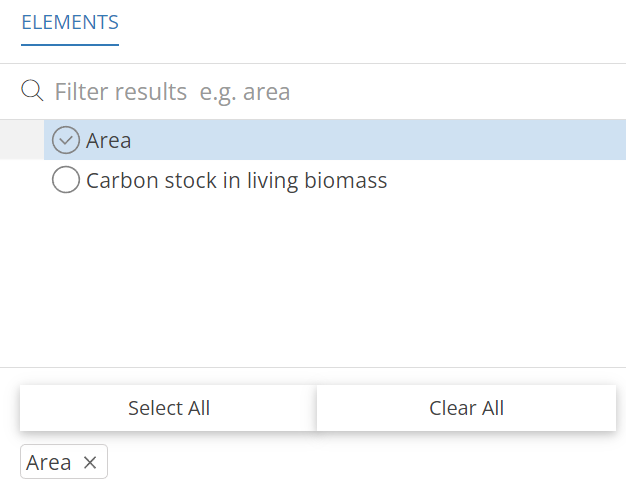 ELEMENTS
Filter results e.g. area
Area
Carbon stock in living biomass
Select All Clear All
Area ×